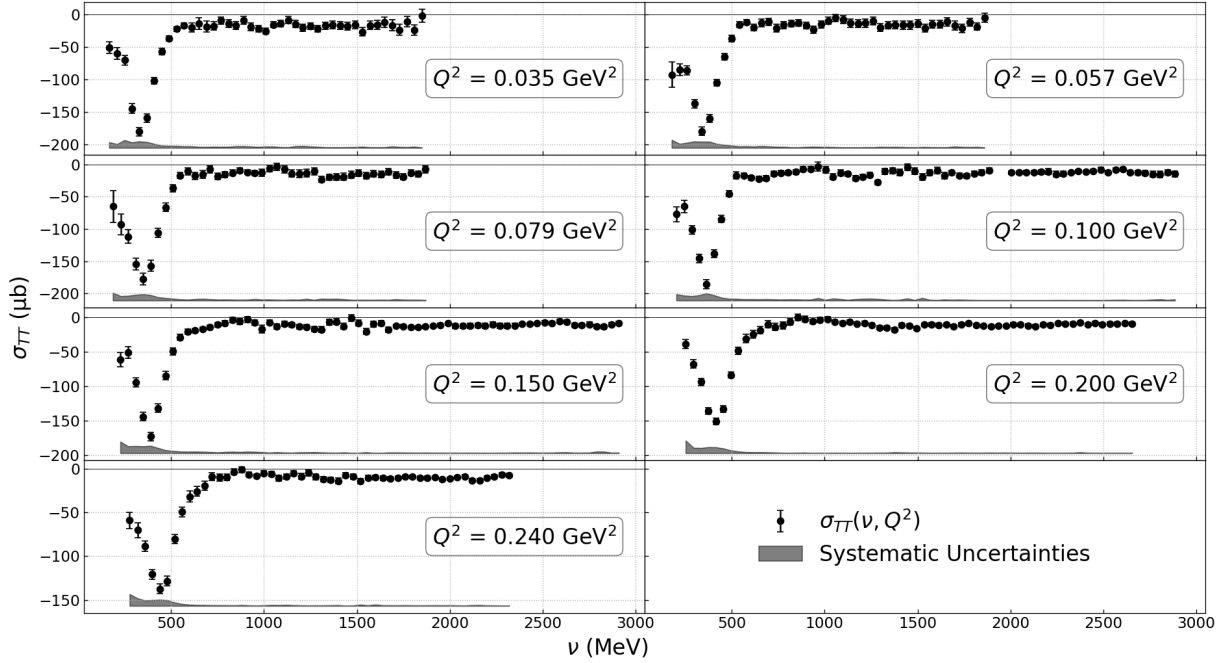 0
−50
−100
−150
−200
Q² = 0.035 GeV²
Q² = 0.057 GeV²
0
−50
−100
−150
−200
Q² = 0.079 GeV²
Q² = 0.100 GeV²
σ_TT (μb)
0
−50
−100
−150
−200
Q² = 0.150 GeV²
Q² = 0.200 GeV²
0
−50
−100
−150
Q² = 0.240 GeV²
σ_TT(ν, Q²)
Systematic Uncertainties
500 1000 1500 2000 2500 3000
500 1000 1500 2000 2500 3000
ν (MeV)